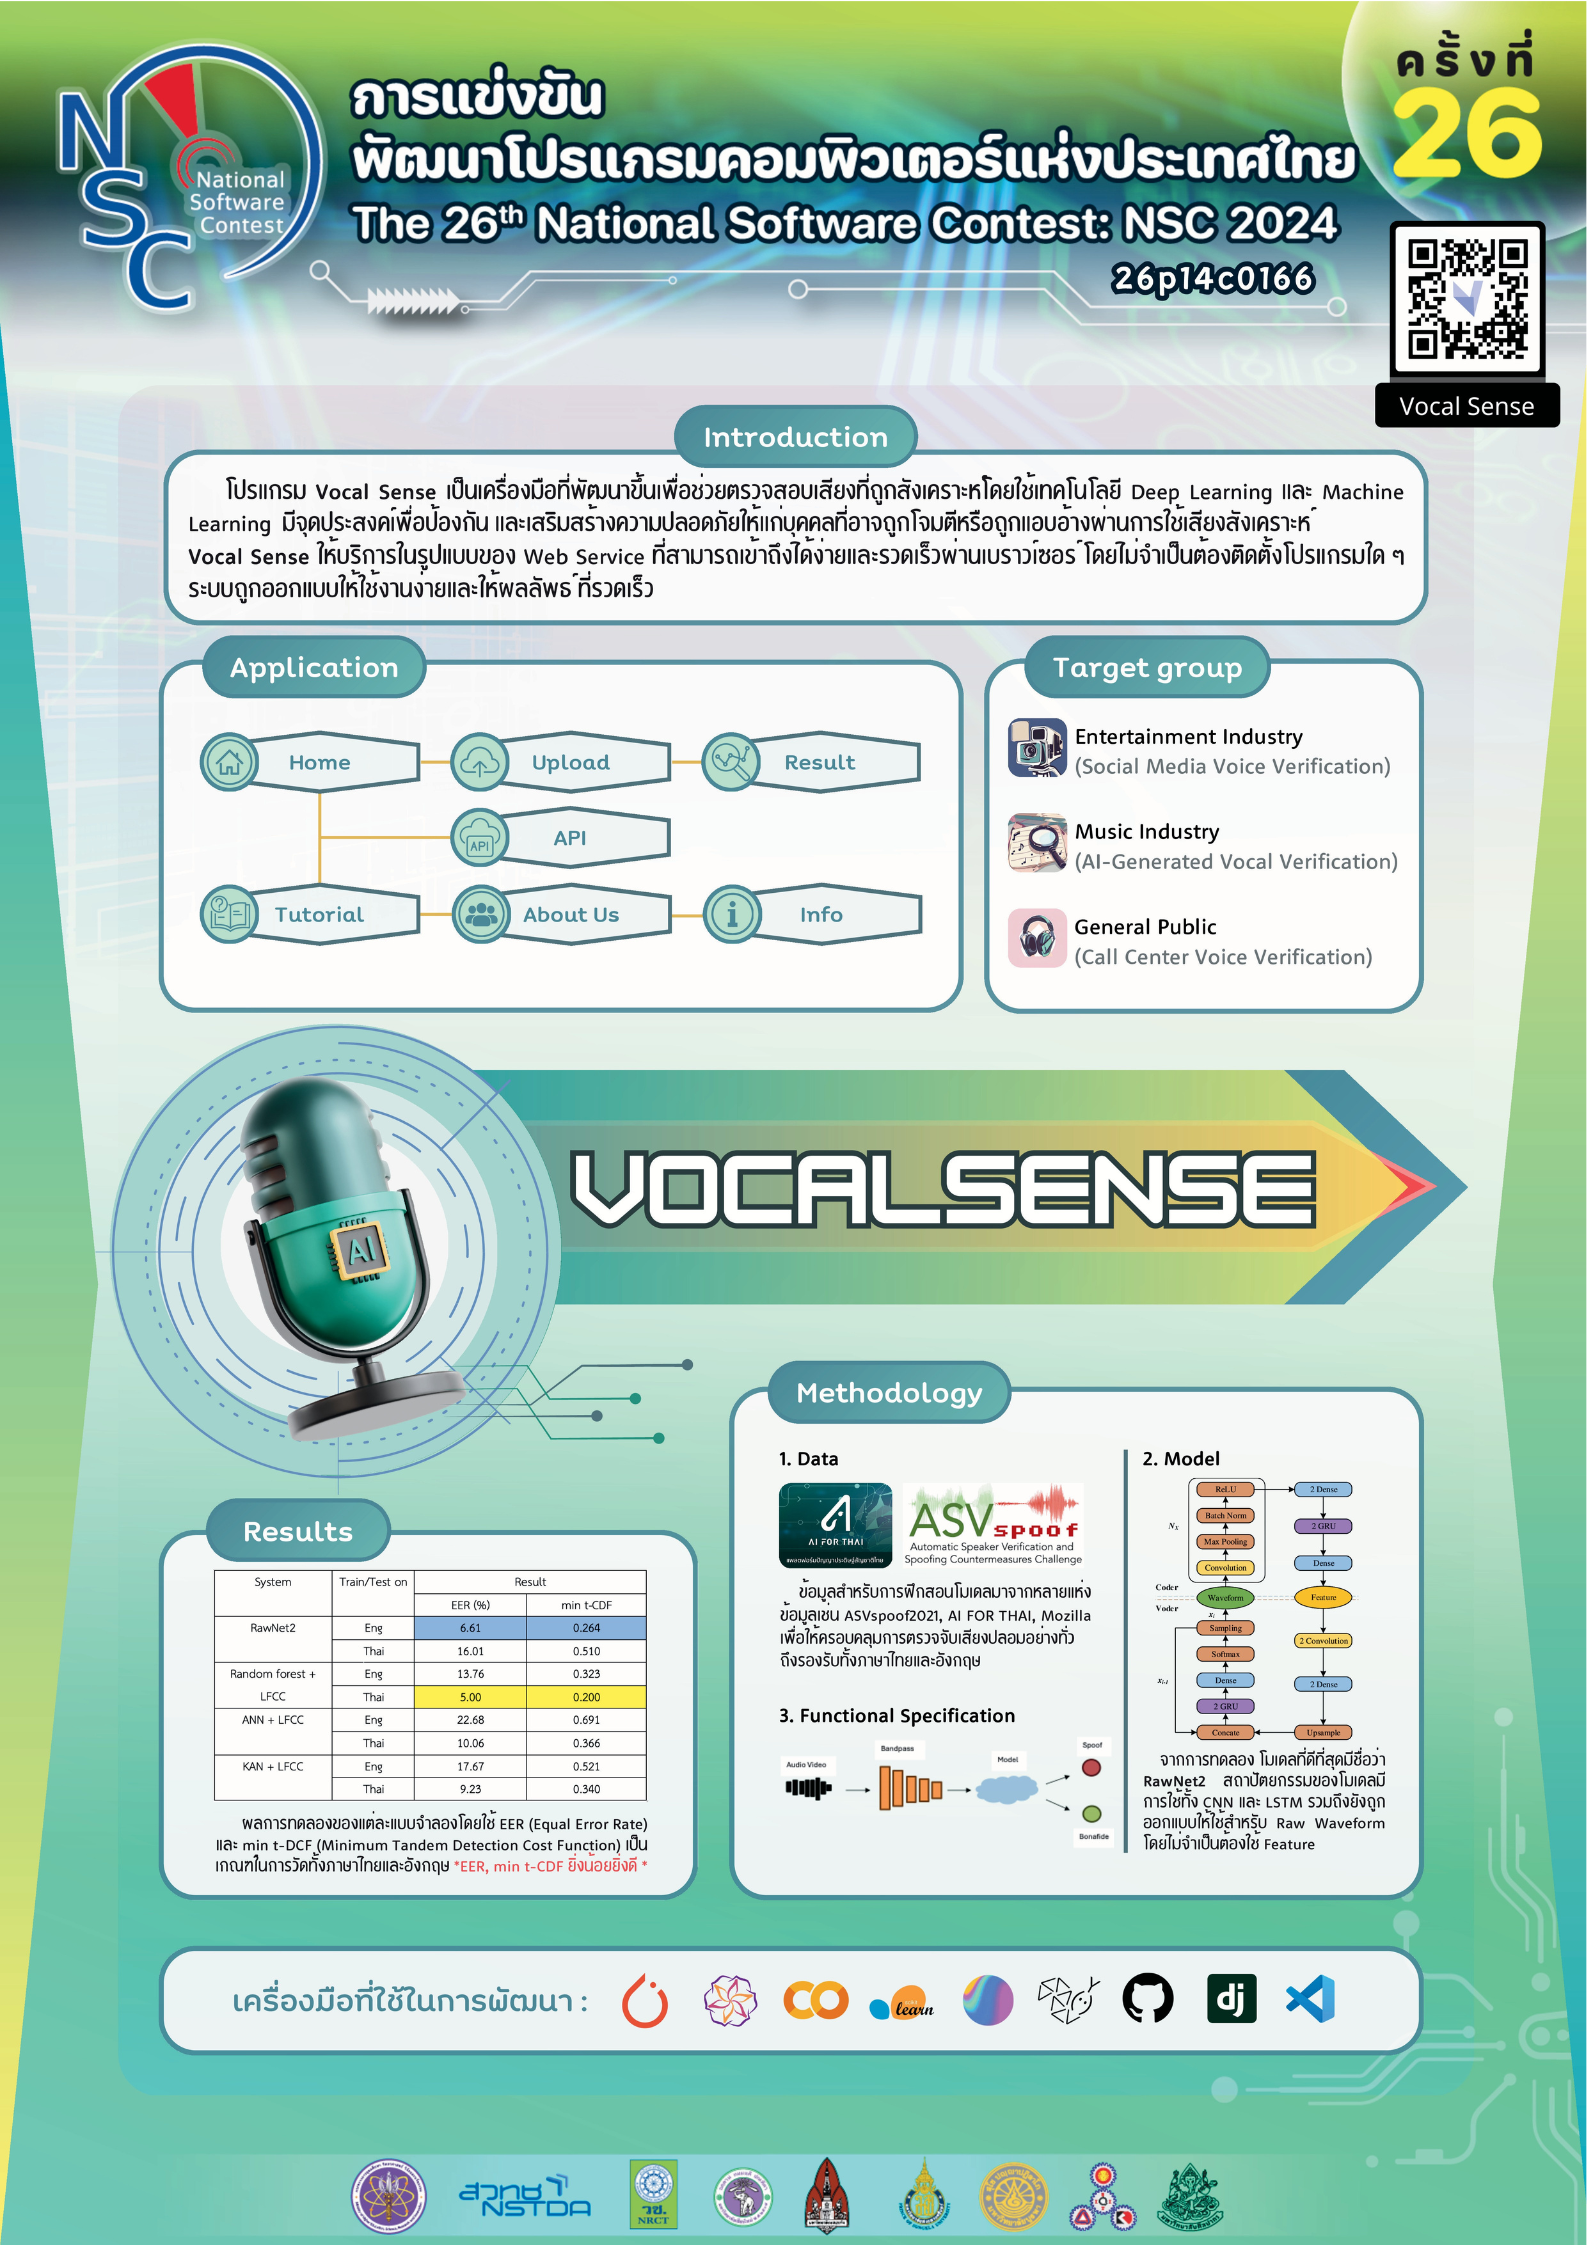 NSC
National
Software
Contest
การแข่งขัน
พัฒนาโปรแกรมคอมพิวเตอร์แห่งประเทศไทย
The 26th National Software Contest: NSC 2024
26p14c0166
ครั้งที่
26
Vocal Sense
Introduction
โปรแกรม Vocal Sense เป็นเครื่องมือที่พัฒนาขึ้นเพื่อช่วยตรวจสอบเสียงที่ถูกสังเคราะห์โดยใช้เทคโนโลยี Deep Learning และ Machine
Learning มีจุดประสงค์เพื่อป้องกัน และเสริมสร้างความปลอดภัยให้แก่บุคคลที่อาจถูกโจมตีหรือถูกแอบอ้างผ่านการใช้เสียงสังเคราะห์
Vocal Sense ให้บริการในรูปแบบของ Web Service ที่สามารถเข้าถึงได้ง่ายและรวดเร็วผ่านเบราว์เซอร์ โดยไม่จำเป็นต้องติดตั้งโปรแกรมใด ๆ
ระบบถูกออกแบบให้ใช้งานง่ายและให้ผลลัพธ์ ที่รวดเร็ว
Application
Home
Upload
Result
API
API
Tutorial
About Us
Info
Target group
Entertainment Industry
(Social Media Voice Verification)
Music Industry
(AI-Generated Vocal Verification)
General Public
(Call Center Voice Verification)
AI
VOCALSENSE
Results
System Train/Test on Result
EER (%) min t-CDF
RawNet2 Eng 6.61 0.264
Thai 16.01 0.510
Random forest + Eng 13.76 0.323
LFCC Thai 5.00 0.200
ANN + LFCC Eng 22.68 0.691
Thai 10.06 0.366
KAN + LFCC Eng 17.67 0.521
Thai 9.23 0.340
ผลการทดลองของแต่ละแบบจำลองโดยใช้ EER (Equal Error Rate)
และ min t-DCF (Minimum Tandem Detection Cost Function) เป็น
เกณฑ์ในการวัดทั้งภาษาไทยและอังกฤษ *EER, min t-CDF ยิ่งน้อยยิ่งดี *
Methodology
1. Data
AI FOR THAI
แพลตฟอร์มปัญญาประดิษฐ์สัญชาติไทย
ASVspoof
Automatic Speaker Verification and
Spoofing Countermeasures Challenge
ข้อมูลสำหรับการฝึกสอนโมเดลมาจากหลายแห่ง
ข้อมูลเช่น ASVspoof2021, AI FOR THAI, Mozilla
เพื่อให้ครอบคลุมการตรวจจับเสียงปลอมอย่างทั่ว
ถึงรองรับทั้งภาษาไทยและอังกฤษ
3. Functional Specification
Audio Video
Bandpass
Model
Spoof
Bonafide
2. Model
ReLU
2 Dense
Batch Norm
2 GRU
Nx
Max Pooling
Dense
Convolution
Coder
Waveform
Feature
Voder
xi
Sampling
2 Convolution
Softmax
xi-1
Dense
2 Dense
2 GRU
Concate
Upsample
จากการทดลอง โมเดลที่ดีที่สุดมีชื่อว่า
RawNet2 สถาปัตยกรรมของโมเดลมี
การใช้ทั้ง CNN และ LSTM รวมถึงยังถูก
ออกแบบให้ใช้สำหรับ Raw Waveform
โดยไม่จำเป็นต้องใช้ Feature
เครื่องมือที่ใช้ในการพัฒนา :
learn
dj
สวทช
NSTDA
วช.
NRCT